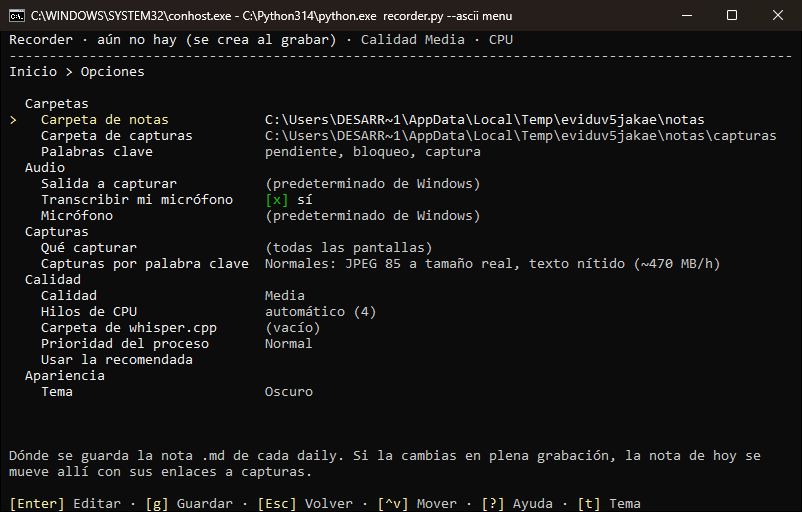 C:\WINDOWS\SYSTEM32\conhost.exe - C:\Python314\python.exe recorder.py --ascii menu
Recorder · aún no hay (se crea al grabar) · Calidad Media · CPU
--------------------------------------------------------------------------------------------------
Inicio > Opciones
Carpetas
> Carpeta de notas C:\Users\DESARR~1\AppData\Local\Temp\eviduv5jakae\notas
Carpeta de capturas C:\Users\DESARR~1\AppData\Local\Temp\eviduv5jakae\notas\capturas
Palabras clave pendiente, bloqueo, captura
Audio
Salida a capturar (predeterminado de Windows)
Transcribir mi micrófono [x] sí
Micrófono (predeterminado de Windows)
Capturas
Qué capturar (todas las pantallas)
Capturas por palabra clave Normales: JPEG 85 a tamaño real, texto nítido (~470 MB/h)
Calidad
Calidad Media
Hilos de CPU automático (4)
Carpeta de whisper.cpp (vacío)
Prioridad del proceso Normal
Usar la recomendada
Apariencia
Tema Oscuro
Dónde se guarda la nota .md de cada daily. Si la cambias en plena grabación, la nota de hoy se
mueve allí con sus enlaces a capturas.
[Enter] Editar · [g] Guardar · [Esc] Volver · [^v] Mover · [?] Ayuda · [t] Tema